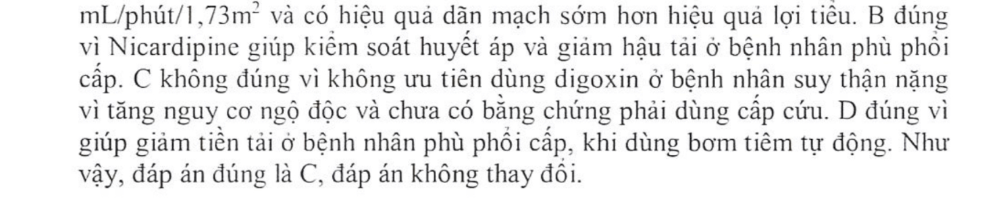 mL/phút/1,73m² và có hiệu quả dãn mạch sớm hơn hiệu quả lợi tiểu. B đúng
vì Nicardipine giúp kiểm soát huyết áp và giảm hậu tải ở bệnh nhân phù phổi
cấp. C không đúng vì không ưu tiên dùng digoxin ở bệnh nhân suy thận nặng
vì tăng nguy cơ ngộ độc và chưa có bằng chứng phải dùng cấp cứu. D đúng vì
giúp giảm tiền tải ở bệnh nhân phù phổi cấp, khi dùng bơm tiêm tự động. Như
vậy, đáp án đúng là C, đáp án không thay đổi.